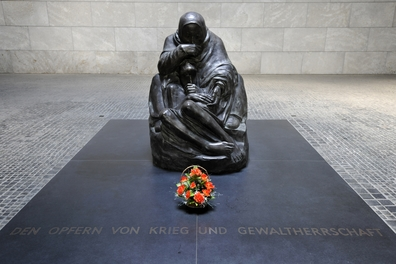 DEN OPFERN VON KRIEG UND GEWALTHERRSCHAFT